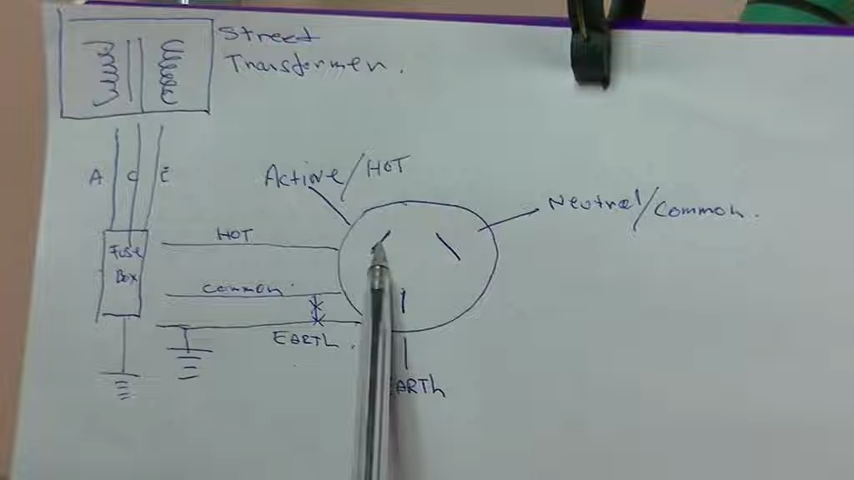 Street
Transformer.
A C E
Active/HOT
Neutral/Common.
HOT
Fuse
Box
common.
EARTh.
EARTh